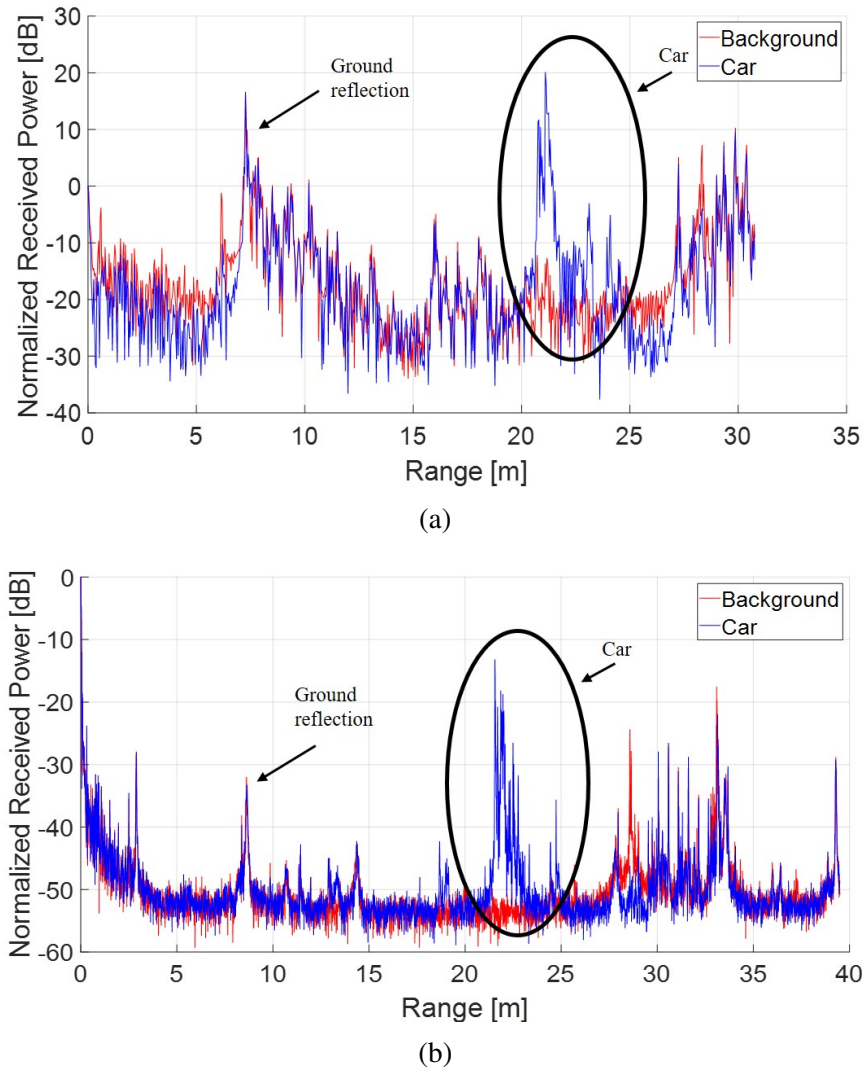 30
20
10
0
-10
-20
-30
-40
Normalized Received Power [dB]
Ground
reflection
Car
Background
Car
0 5 10 15 20 25 30 35
Range [m]
(a)
0
-10
-20
-30
-40
-50
-60
Normalized Received Power [dB]
Ground
reflection
Car
Background
Car
0 5 10 15 20 25 30 35 40
Range [m]
(b)